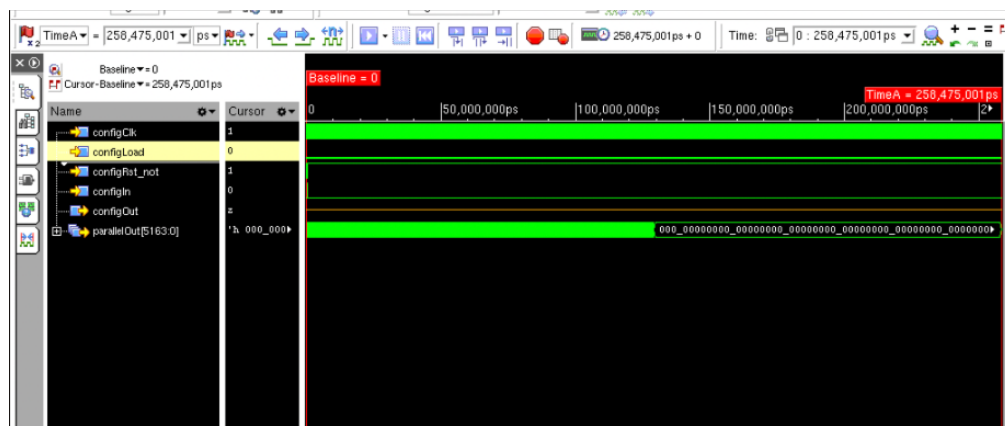 TimeA = 258,475,001 ps 258,475,001ps + 0 Time: 0 : 258,475,001ps
Baseline = 0
Cursor-Baseline = 258,475,001ps
Baseline = 0
TimeA = 258,475,001ps
Name Cursor 0 50,000,000ps 100,000,000ps 150,000,000ps 200,000,000ps 2
configClk 1
configLoad 0
configRst_not 1
configIn 0
configOut z
parallelOut[5163:0] 'h 000_000 000_00000000_00000000_00000000_00000000_00000000_0000000